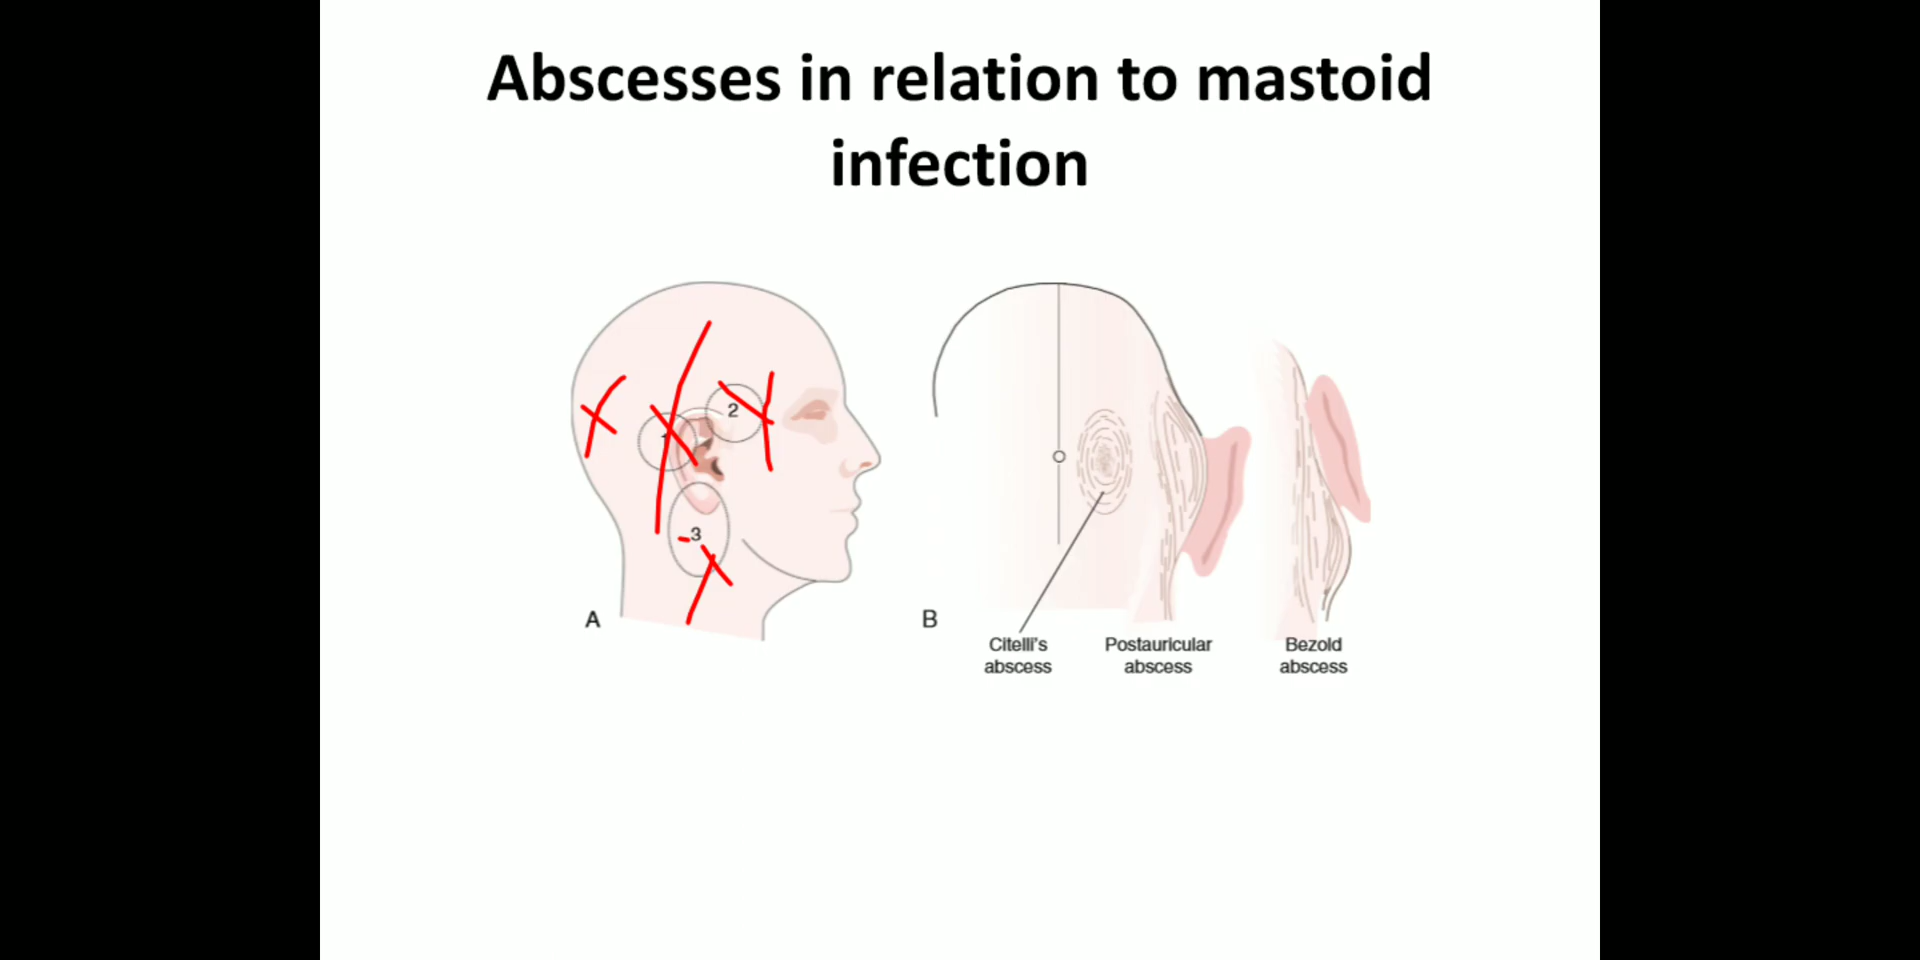 Abscesses in relation to mastoid
infection
2
3
A
B
Citelli's
abscess
Postauricular
abscess
Bezold
abscess